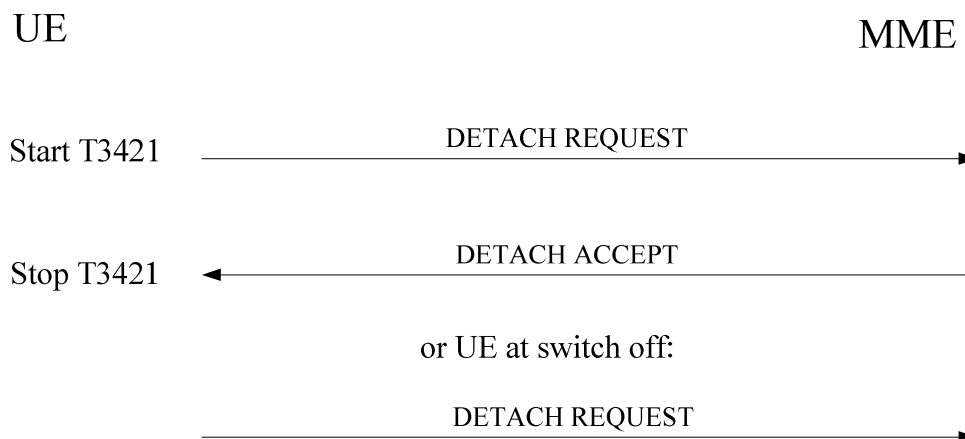 UE
MME
Start T3421
DETACH REQUEST
Stop T3421
DETACH ACCEPT
or UE at switch off:
DETACH REQUEST